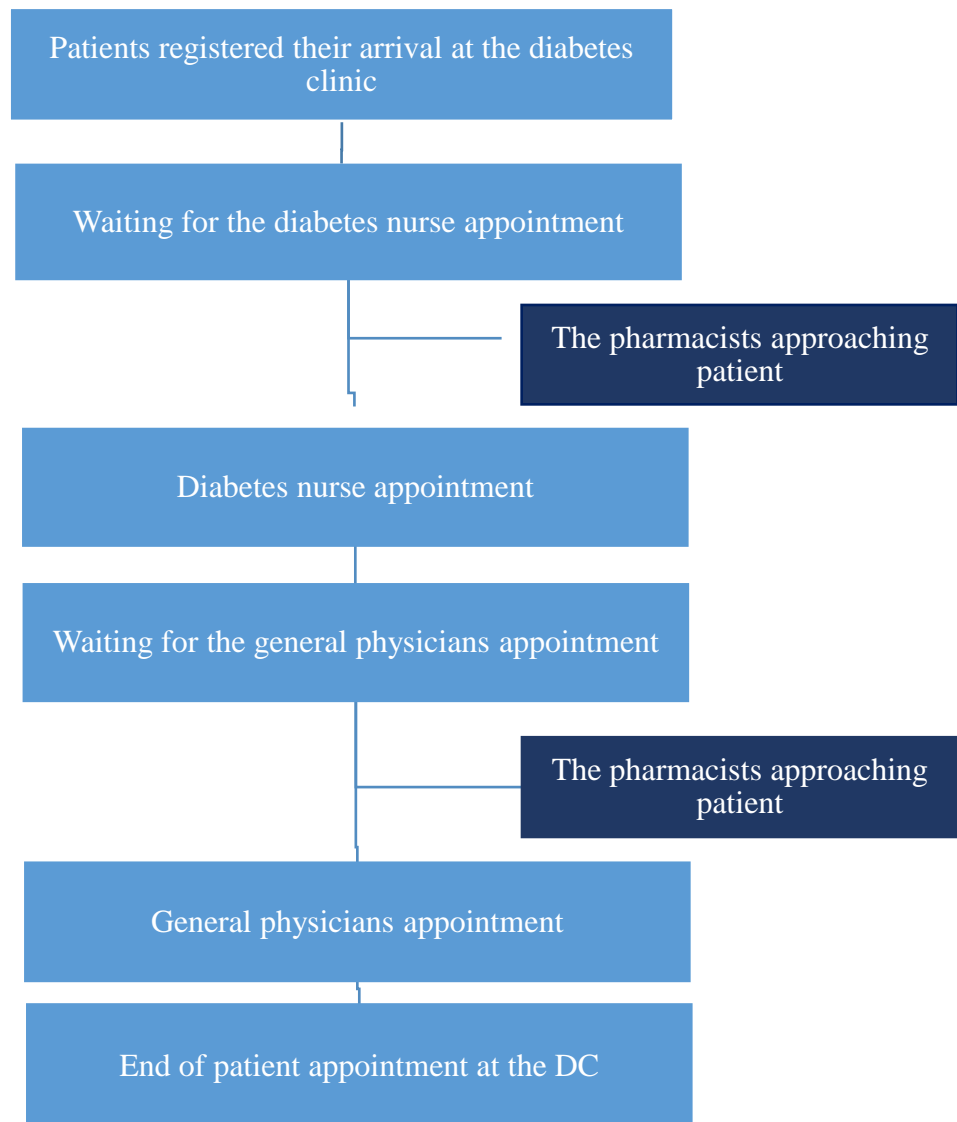 Patients registered their arrival at the diabetes
clinic
Waiting for the diabetes nurse appointment
The pharmacists approaching
patient
Diabetes nurse appointment
Waiting for the general physicians appointment
The pharmacists approaching
patient
General physicians appointment
End of patient appointment at the DC